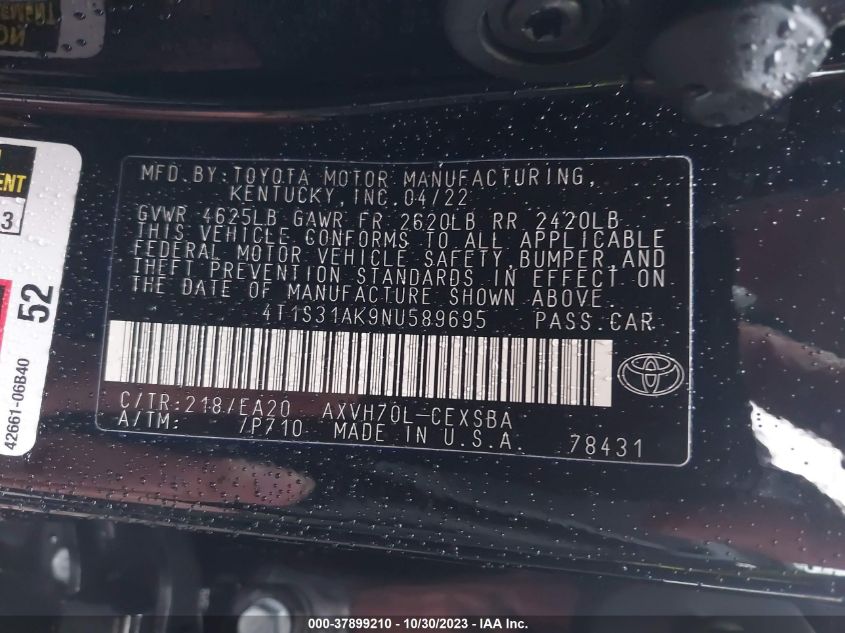 MENT
3
52
42661-06B40
MFD.BY:TOYOTA MOTOR MANUFACTURING,
KENTUCKY, INC.04/22
GVWR 4625LB GAWR FR 2620LB RR 2420LB
THIS VEHICLE CONFORMS TO ALL APPLICABLE
FEDERAL MOTOR VEHICLE SAFETY, BUMPER, AND
THEFT PREVENTION STANDARDS IN EFFECT ON
THE DATE OF MANUFACTURE SHOWN ABOVE.
4T1S31AK9NU589695 PASS.CAR
C/TR:218/EA20 AXVH70L-CEXSBA
A/TM: /P710 MADE IN U.S.A. 78431
000-37899210 - 10/30/2023 - IAA Inc.